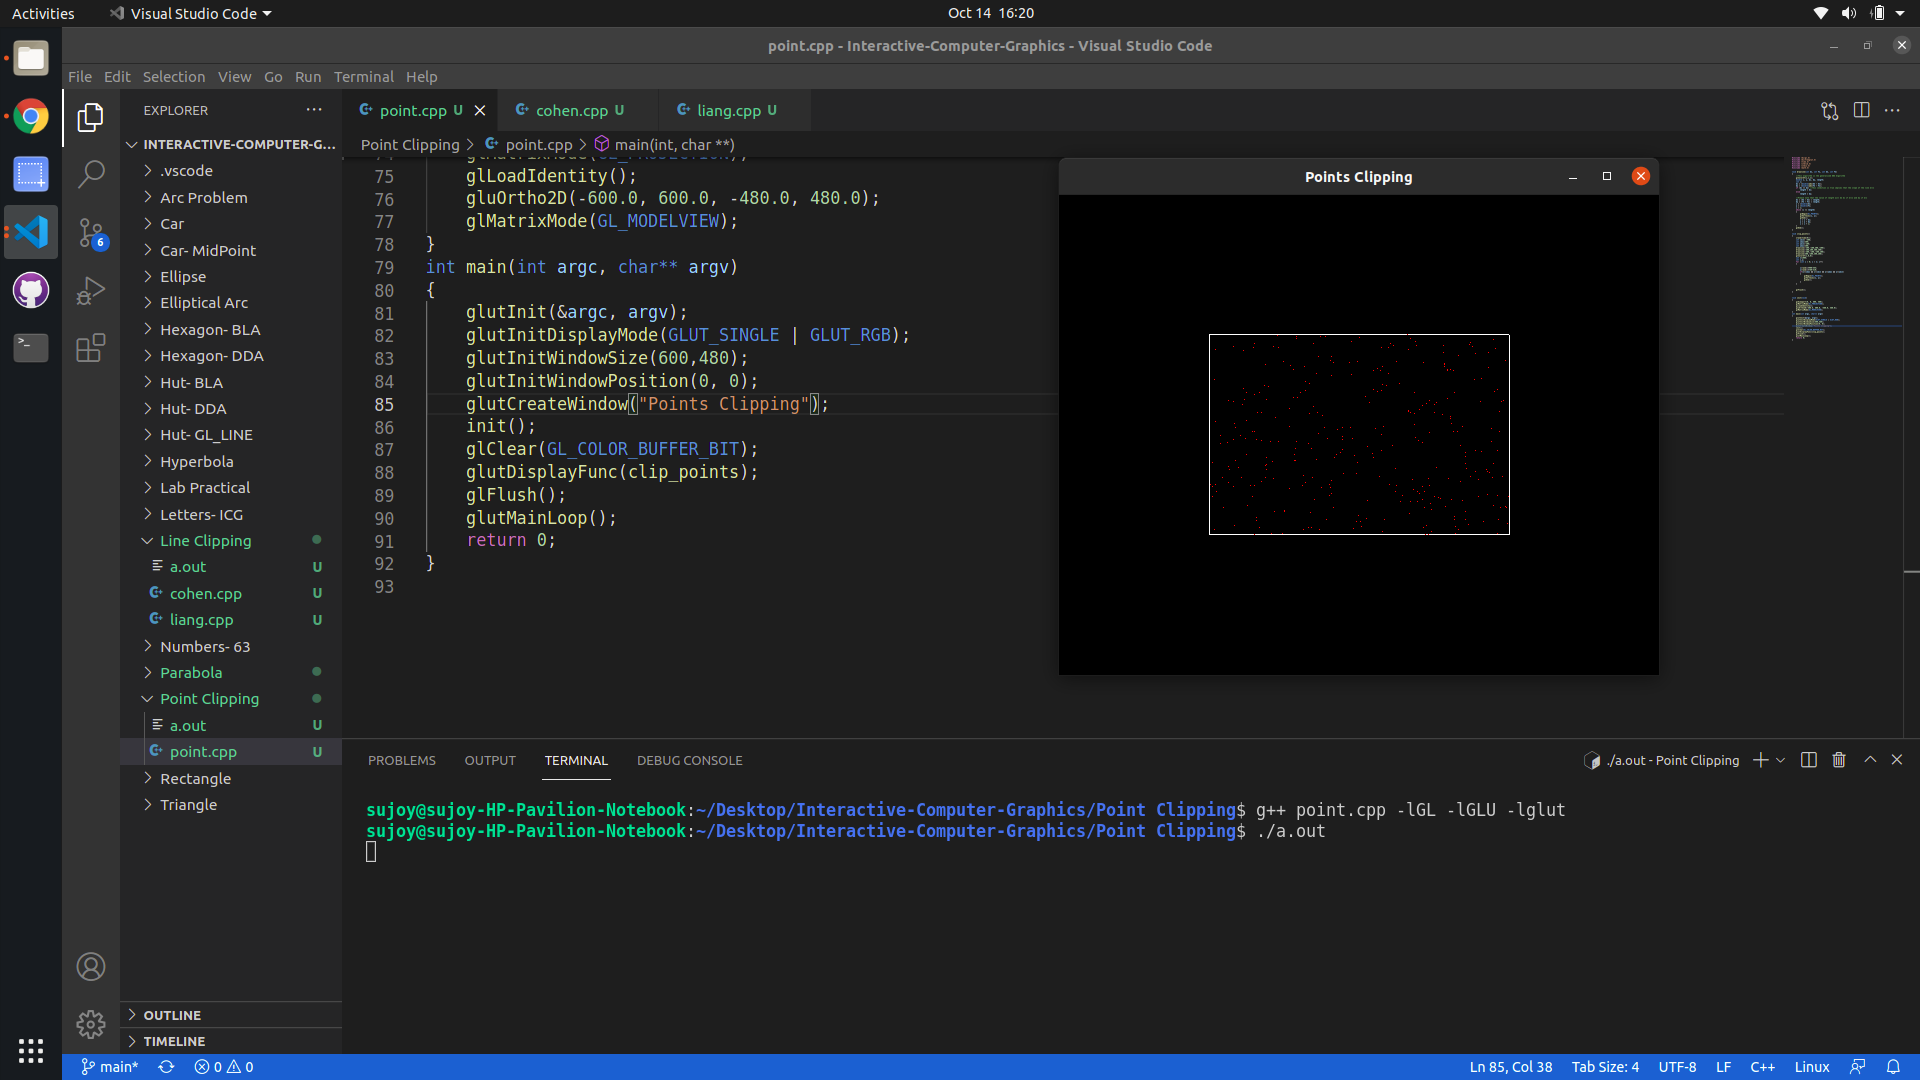 Activities Visual Studio Code Oct 14 16:20
point.cpp - Interactive-Computer-Graphics - Visual Studio Code
File Edit Selection View Go Run Terminal Help
EXPLORER
INTERACTIVE-COMPUTER-G...
.vscode
Arc Problem
Car
Car- MidPoint
Ellipse
Elliptical Arc
Hexagon- BLA
Hexagon- DDA
Hut- BLA
Hut- DDA
Hut- GL_LINE
Hyperbola
Lab Practical
Letters- ICG
Line Clipping
a.out U
cohen.cpp U
liang.cpp U
Numbers- 63
Parabola
Point Clipping
a.out U
point.cpp U
Rectangle
Triangle
OUTLINE
TIMELINE
6
point.cpp U cohen.cpp U liang.cpp U
Point Clipping > point.cpp > main(int, char **)
75 glLoadIdentity();
76 gluOrtho2D(-600.0, 600.0, -480.0, 480.0);
77 glMatrixMode(GL_MODELVIEW);
78 }
79 int main(int argc, char** argv)
80 {
81 glutInit(&argc, argv);
82 glutInitDisplayMode(GLUT_SINGLE | GLUT_RGB);
83 glutInitWindowSize(600,480);
84 glutInitWindowPosition(0, 0);
85 glutCreateWindow("Points Clipping");
86 init();
87 glClear(GL_COLOR_BUFFER_BIT);
88 glutDisplayFunc(clip_points);
89 glFlush();
90 glutMainLoop();
91 return 0;
92 }
93
Points Clipping
PROBLEMS OUTPUT TERMINAL DEBUG CONSOLE
./a.out - Point Clipping
sujoy@sujoy-HP-Pavilion-Notebook:~/Desktop/Interactive-Computer-Graphics/Point Clipping$ g++ point.cpp -lGL -lGLU -lglut
sujoy@sujoy-HP-Pavilion-Notebook:~/Desktop/Interactive-Computer-Graphics/Point Clipping$ ./a.out
main* 0 0 Ln 85, Col 38 Tab Size: 4 UTF-8 LF C++ Linux